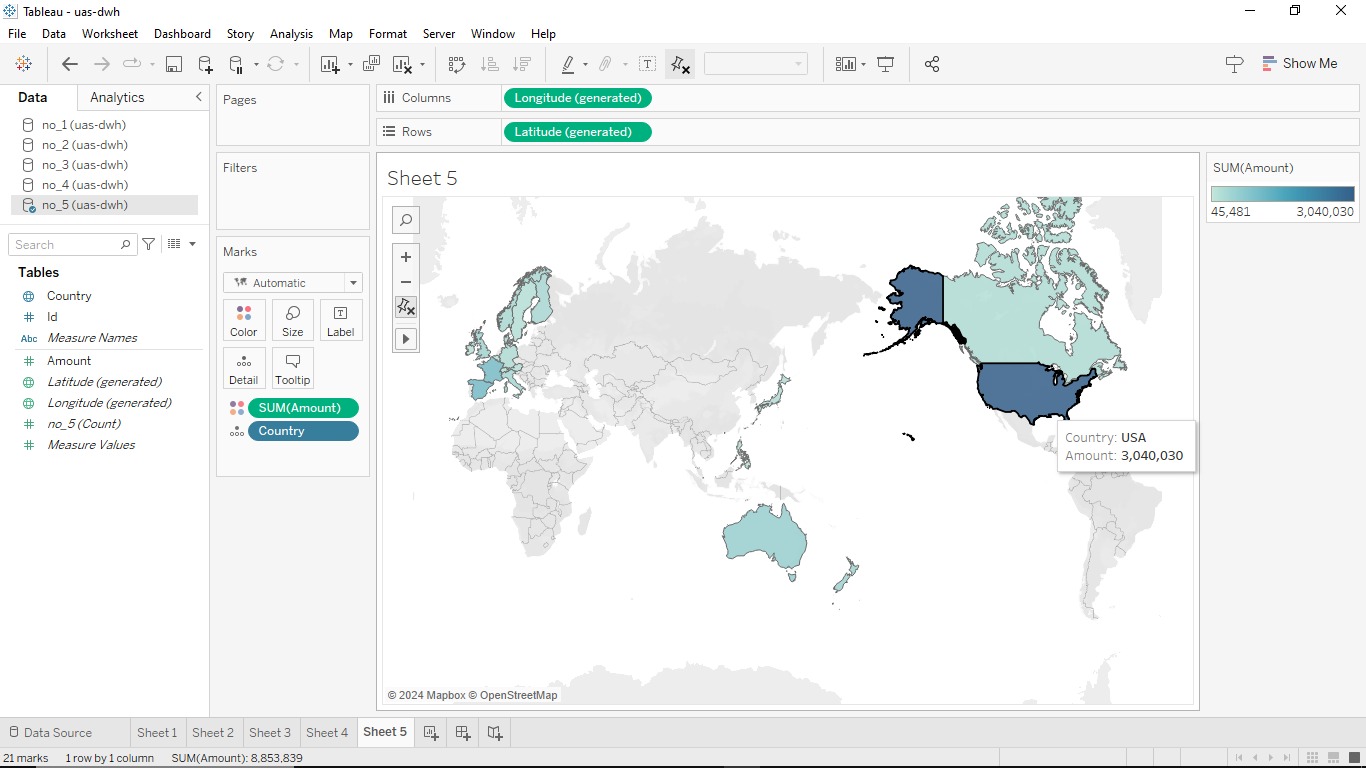 Tableau - uas-dwh
File Data Worksheet Dashboard Story Analysis Map Format Server Window Help
Show Me
Data Analytics
no_1 (uas-dwh)
no_2 (uas-dwh)
no_3 (uas-dwh)
no_4 (uas-dwh)
no_5 (uas-dwh)
Search
Tables
Country
Id
Abc Measure Names
Amount
Latitude (generated)
Longitude (generated)
no_5 (Count)
Measure Values
Pages
Filters
Marks
Automatic
Color Size Label
Detail Tooltip
SUM(Amount)
Country
Columns Longitude (generated)
Rows Latitude (generated)
Sheet 5
Country: USA
Amount: 3,040,030
© 2024 Mapbox © OpenStreetMap
SUM(Amount)
45,481 3,040,030
Data Source Sheet 1 Sheet 2 Sheet 3 Sheet 4 Sheet 5
21 marks 1 row by 1 column SUM(Amount): 8,853,839